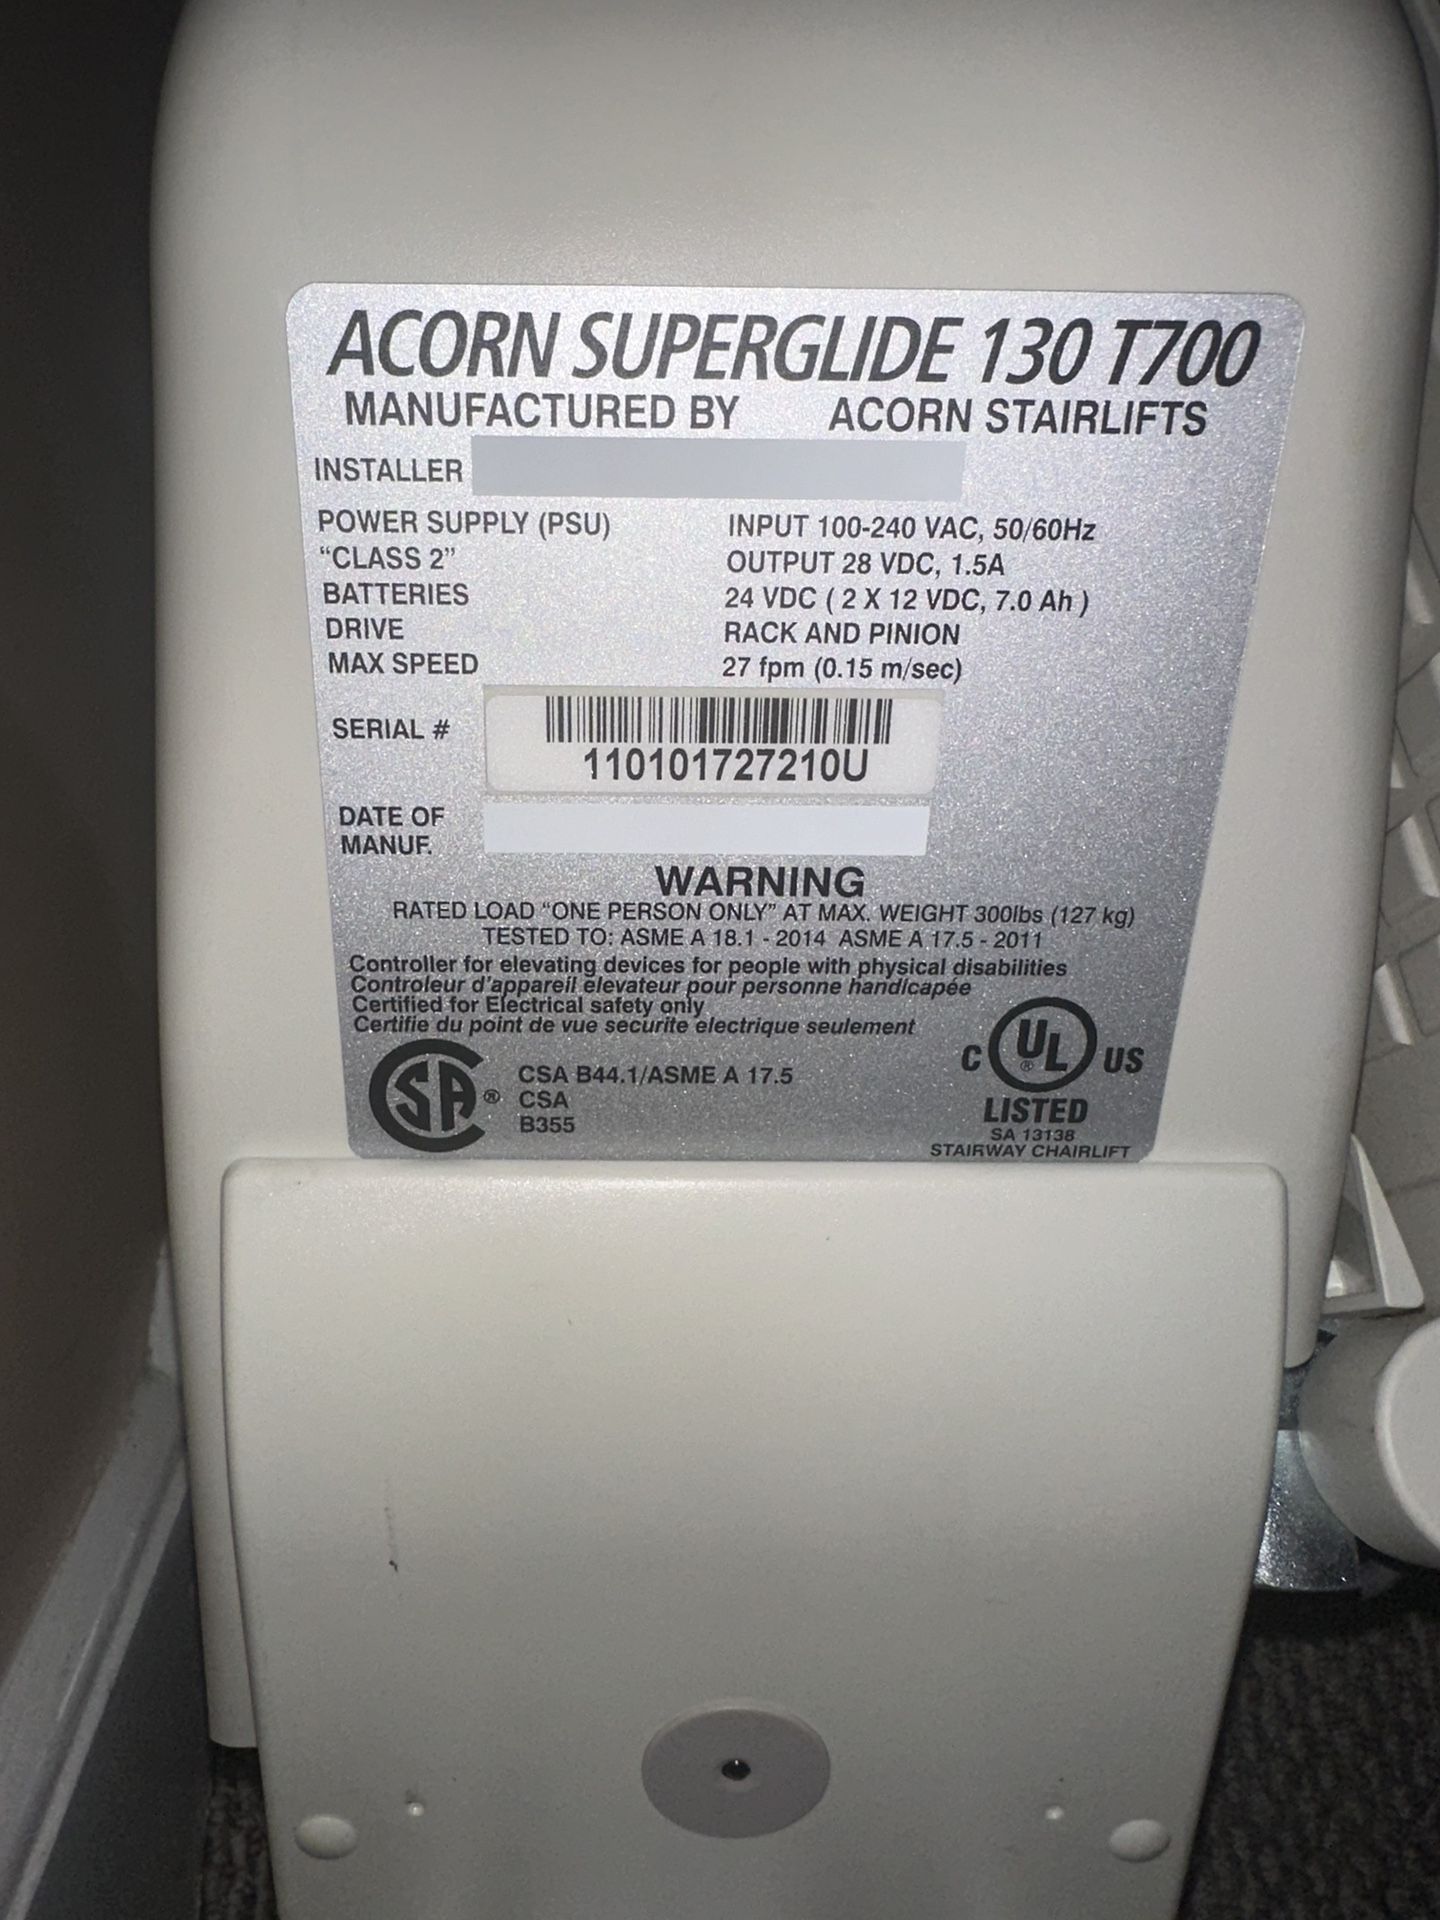 ACORN SUPERGLIDE 130 T700
MANUFACTURED BY ACORN STAIRLIFTS
INSTALLER
POWER SUPPLY (PSU) INPUT 100-240 VAC, 50/60Hz
“CLASS 2” OUTPUT 28 VDC, 1.5A
BATTERIES 24 VDC ( 2 X 12 VDC, 7.0 Ah )
DRIVE RACK AND PINION
MAX SPEED 27 fpm (0.15 m/sec)
SERIAL # 110101727210U
DATE OF
MANUF.
WARNING
RATED LOAD “ONE PERSON ONLY” AT MAX. WEIGHT 300lbs (127 kg)
TESTED TO: ASME A 18.1 - 2014 ASME A 17.5 - 2011
Controller for elevating devices for people with physical disabilities
Controleur d'appareil elevateur pour personne handicapée
Certified for Electrical safety only
Certifie du point de vue securite electrique seulement
CSA ® CSA B44.1/ASME A 17.5
CSA
B355
C UL ® US
LISTED
SA 13138
STAIRWAY CHAIRLIFT